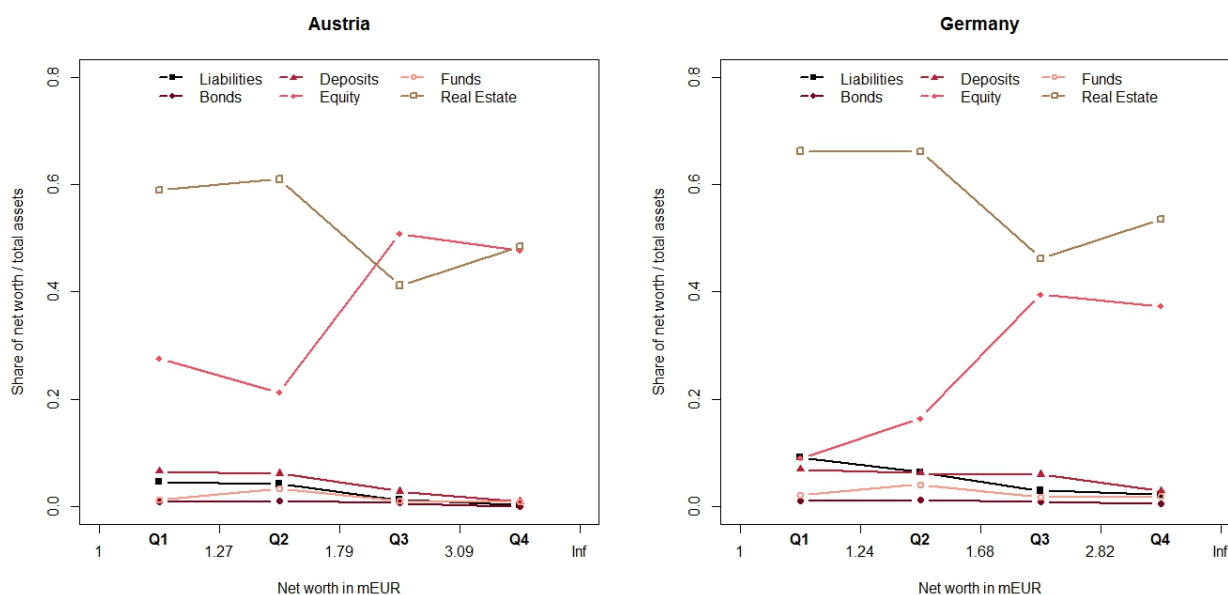 Austria
Liabilities Deposits Funds
Bonds Equity Real Estate
0.8
0.6
0.4
0.2
0.0
Share of net worth / total assets
Q1 Q2 Q3 Q4
1 1.27 1.79 3.09 Inf
Net worth in mEUR
Germany
Liabilities Deposits Funds
Bonds Equity Real Estate
0.8
0.6
0.4
0.2
0.0
Share of net worth / total assets
Q1 Q2 Q3 Q4
1 1.24 1.68 2.82 Inf
Net worth in mEUR